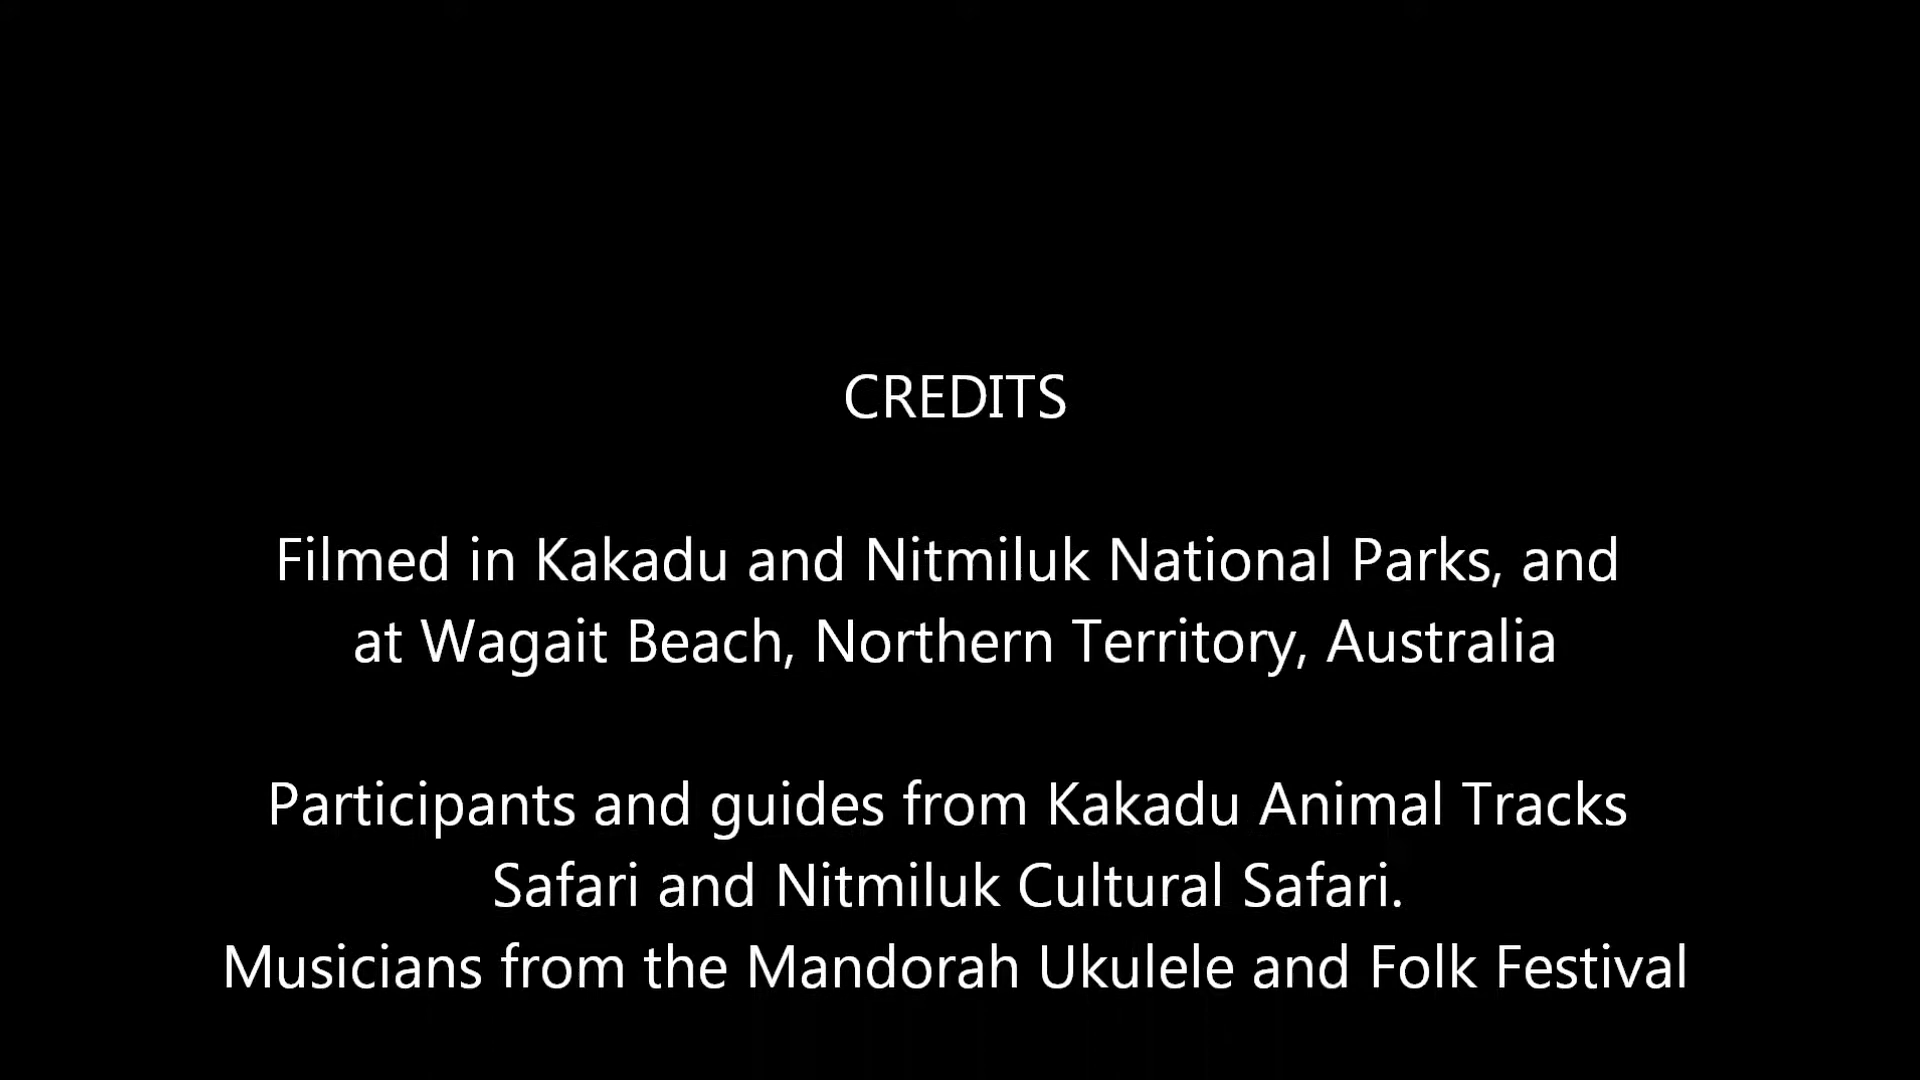 CREDITS
Filmed in Kakadu and Nitmiluk National Parks, and
at Wagait Beach, Northern Territory, Australia
Participants and guides from Kakadu Animal Tracks
Safari and Nitmiluk Cultural Safari.
Musicians from the Mandorah Ukulele and Folk Festival